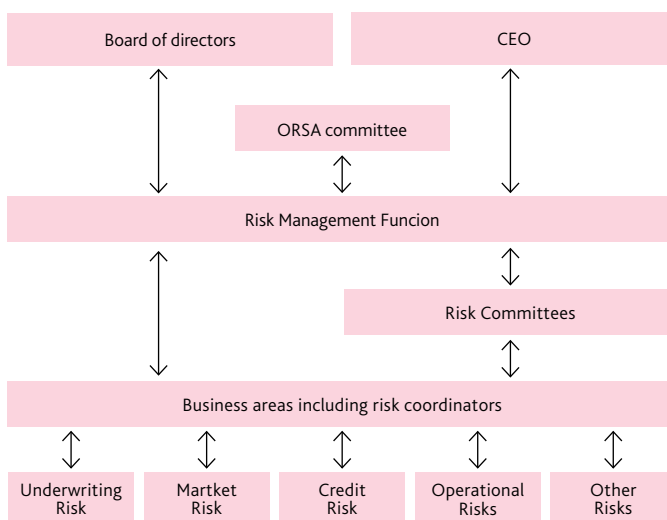 Board of directors
CEO
ORSA committee
Risk Management Funcion
Risk Committees
Business areas including risk coordinators
Underwriting
Risk
Martket
Risk
Credit
Risk
Operational
Risks
Other
Risks